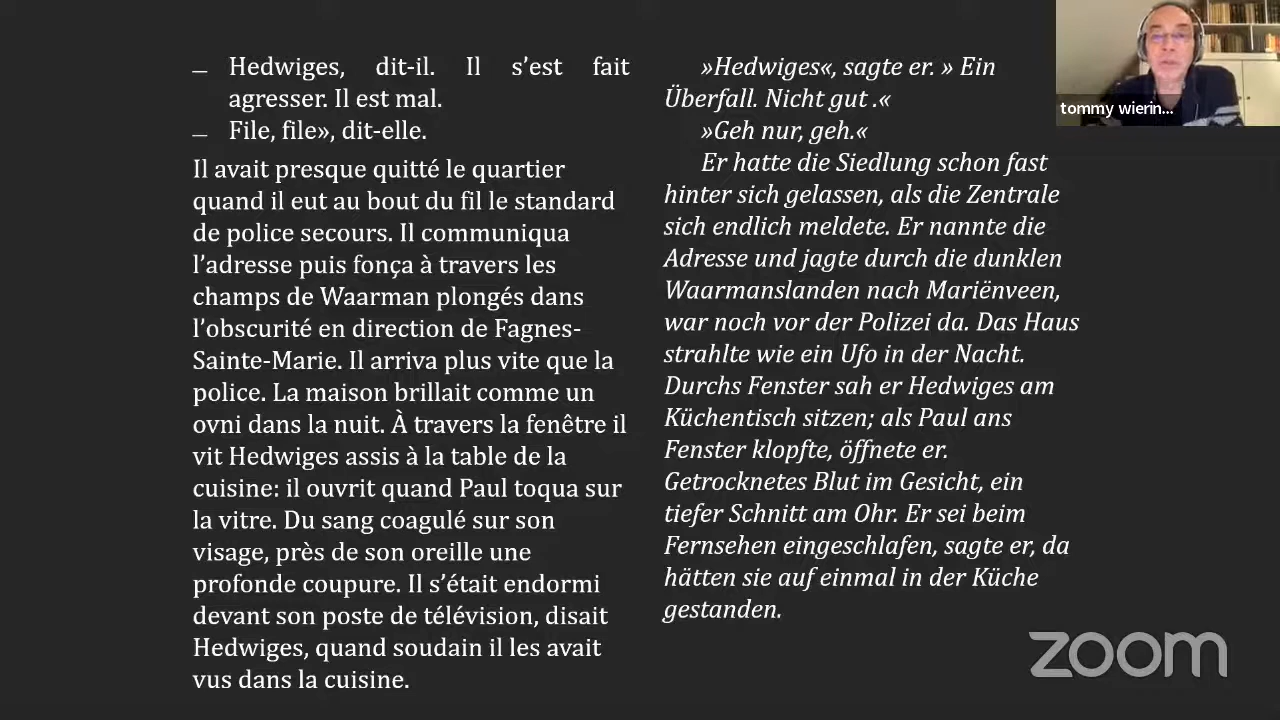 — Hedwiges, dit-il. Il s’est fait
agresser. Il est mal.
— File, file», dit-elle.
Il avait presque quitté le quartier
quand il eut au bout du fil le standard
de police secours. Il communiqua
l’adresse puis fonça à travers les
champs de Waarman plongés dans
l’obscurité en direction de Fagnes-
Sainte-Marie. Il arriva plus vite que la
police. La maison brillait comme un
ovni dans la nuit. À travers la fenêtre il
vit Hedwiges assis à la table de la
cuisine: il ouvrit quand Paul toqua sur
la vitre. Du sang coagulé sur son
visage, près de son oreille une
profonde coupure. Il s’était endormi
devant son poste de télévision, disait
Hedwiges, quand soudain il les avait
vus dans la cuisine.
»Hedwiges«, sagte er. » Ein
Überfall. Nicht gut .«
»Geh nur, geh.«
Er hatte die Siedlung schon fast
hinter sich gelassen, als die Zentrale
sich endlich meldete. Er nannte die
Adresse und jagte durch die dunklen
Waarmanslanden nach Mariënveen,
war noch vor der Polizei da. Das Haus
strahlte wie ein Ufo in der Nacht.
Durchs Fenster sah er Hedwiges am
Küchentisch sitzen; als Paul ans
Fenster klopfte, öffnete er.
Getrocknetes Blut im Gesicht, ein
tiefer Schnitt am Ohr. Er sei beim
Fernsehen eingeschlafen, sagte er, da
hätten sie auf einmal in der Küche
gestanden.
tommy wierin...
zoom